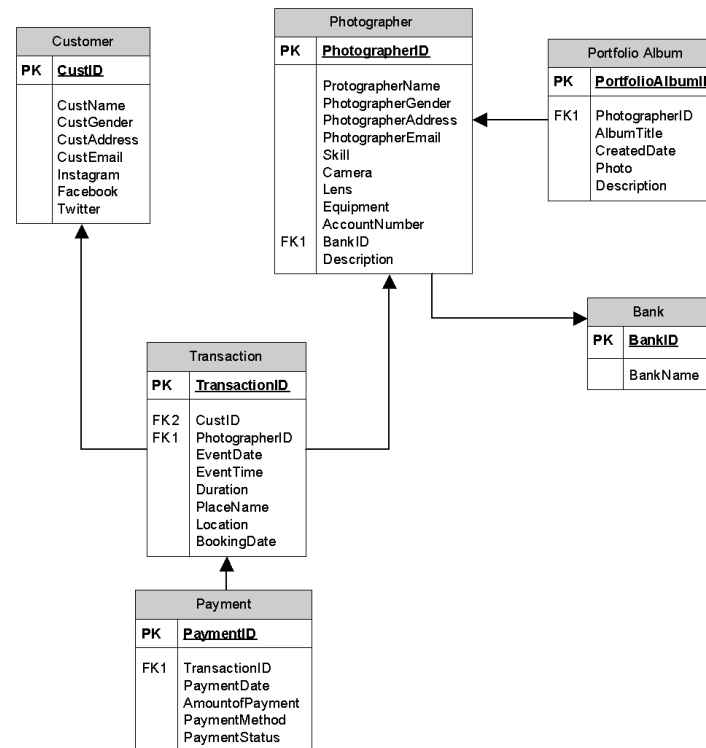 Customer
PK CustID
CustName
CustGender
CustAddress
CustEmail
Instagram
Facebook
Twitter
Photographer
PK PhotographerID
ProtographerName
PhotographerGender
PhotographerAddress
PhotographerEmail
Skill
Camera
Lens
Equipment
AccountNumber
FK1 BankID
Description
Portfolio Album
PK PortfolioAlbumI
FK1 PhotographerID
AlbumTitle
CreatedDate
Photo
Description
Bank
PK BankID
BankName
Transaction
PK TransactionID
FK2 CustID
FK1 PhotographerID
EventDate
EventTime
Duration
PlaceName
Location
BookingDate
Payment
PK PaymentID
FK1 TransactionID
PaymentDate
AmountofPayment
PaymentMethod
PaymentStatus